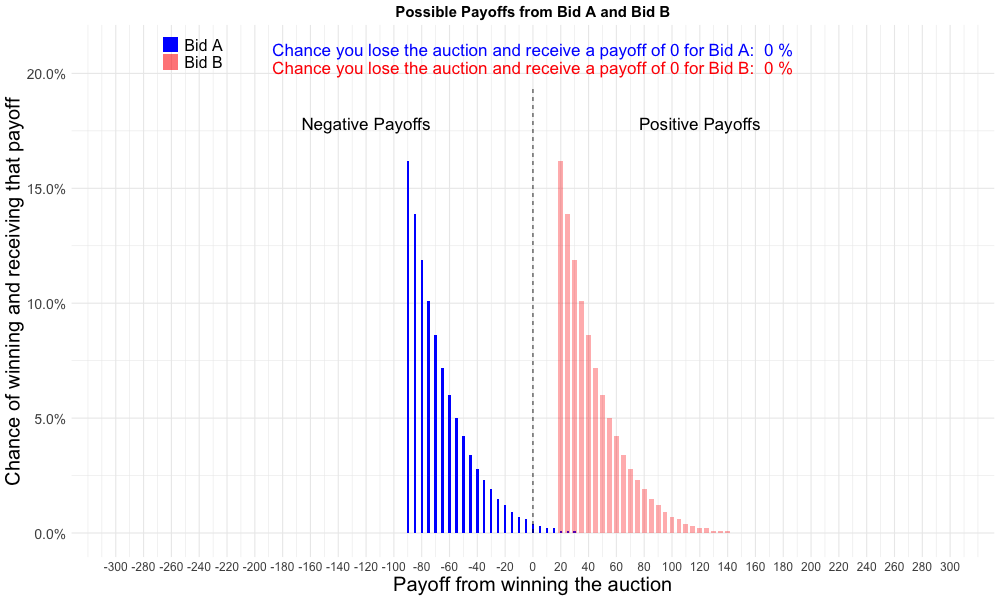 Possible Payoffs from Bid A and Bid B
Bid A
Bid B
Chance you lose the auction and receive a payoff of 0 for Bid A:  0 %
Chance you lose the auction and receive a payoff of 0 for Bid B:  0 %
Negative Payoffs
Positive Payoffs
Chance of winning and receiving that payoff
20.0%
15.0%
10.0%
5.0%
0.0%
-300 -280 -260 -240 -220 -200 -180 -160 -140 -120 -100 -80 -60 -40 -20 0 20 40 60 80 100 120 140 160 180 200 220 240 260 280 300
Payoff from winning the auction